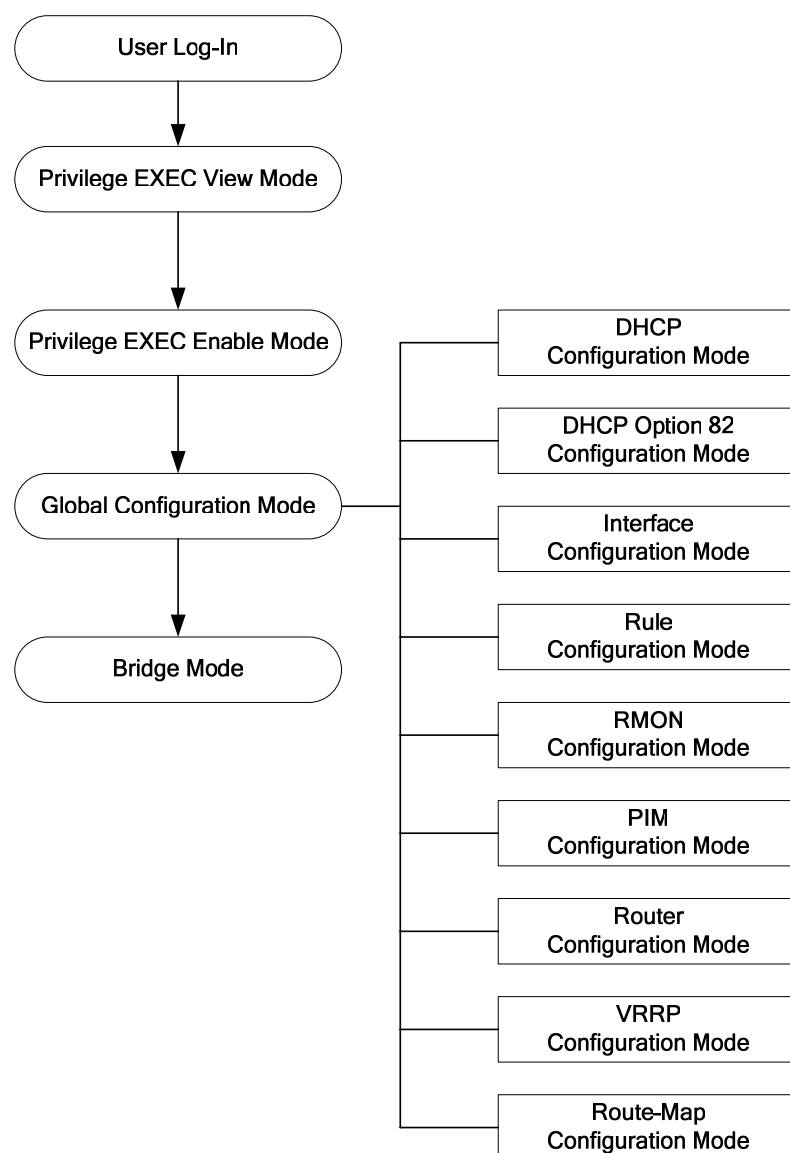 User Log-In
Privilege EXEC View Mode
Privilege EXEC Enable Mode
Global Configuration Mode
Bridge Mode
DHCP
Configuration Mode
DHCP Option 82
Configuration Mode
Interface
Configuration Mode
Rule
Configuration Mode
RMON
Configuration Mode
PIM
Configuration Mode
Router
Configuration Mode
VRRP
Configuration Mode
Route-Map
Configuration Mode